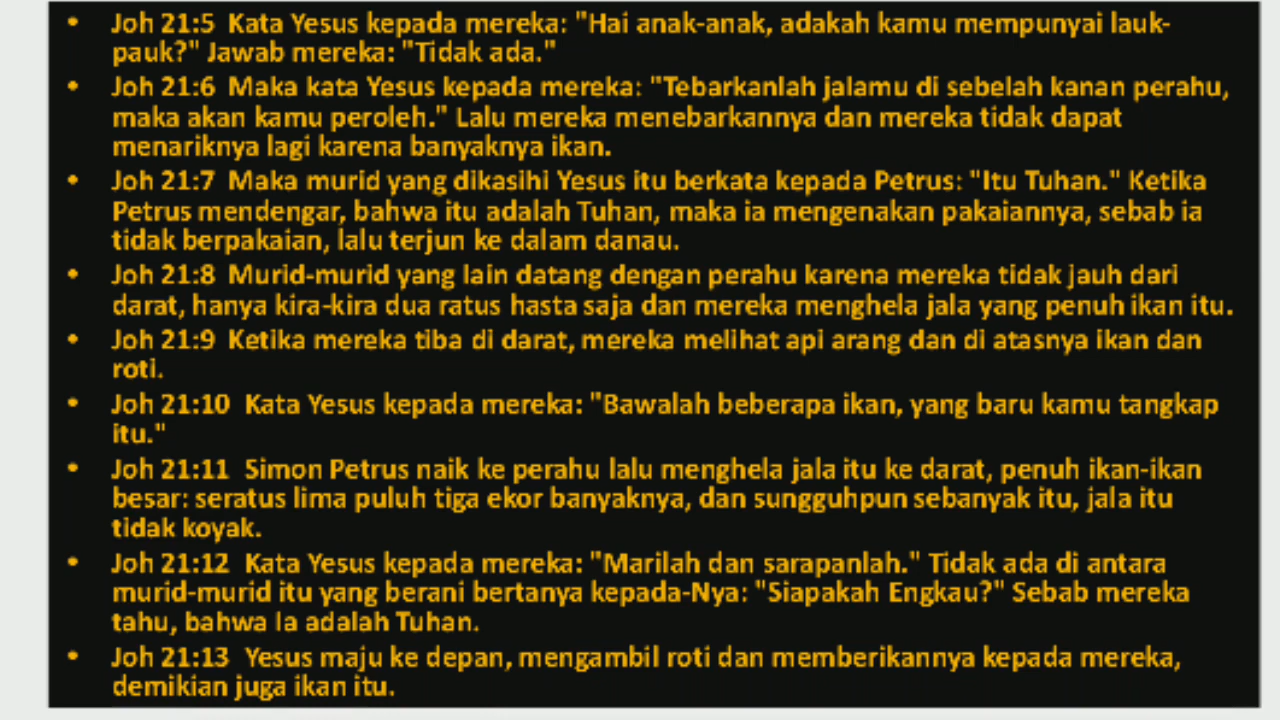 • Joh 21:5 Kata Yesus kepada mereka: "Hai anak-anak, adakah kamu mempunyai lauk-
pauk?" Jawab mereka: "Tidak ada."
• Joh 21:6 Maka kata Yesus kepada mereka: "Tebarkanlah jalamu di sebelah kanan perahu,
maka akan kamu peroleh." Lalu mereka menebarkannya dan mereka tidak dapat
menariknya lagi karena banyaknya ikan.
• Joh 21:7 Maka murid yang dikasihi Yesus itu berkata kepada Petrus: "Itu Tuhan." Ketika
Petrus mendengar, bahwa itu adalah Tuhan, maka ia mengenakan pakaiannya, sebab ia
tidak berpakaian, lalu terjun ke dalam danau.
• Joh 21:8 Murid-murid yang lain datang dengan perahu karena mereka tidak jauh dari
darat, hanya kira-kira dua ratus hasta saja dan mereka menghela jala yang penuh ikan itu.
• Joh 21:9 Ketika mereka tiba di darat, mereka melihat api arang dan di atasnya ikan dan
roti.
• Joh 21:10 Kata Yesus kepada mereka: "Bawalah beberapa ikan, yang baru kamu tangkap
itu."
• Joh 21:11 Simon Petrus naik ke perahu lalu menghela jala itu ke darat, penuh ikan-ikan
besar: seratus lima puluh tiga ekor banyaknya, dan sungguhpun sebanyak itu, jala itu
tidak koyak.
• Joh 21:12 Kata Yesus kepada mereka: "Marilah dan sarapanlah." Tidak ada di antara
murid-murid itu yang berani bertanya kepada-Nya: "Siapakah Engkau?" Sebab mereka
tahu, bahwa Ia adalah Tuhan.
• Joh 21:13 Yesus maju ke depan, mengambil roti dan memberikannya kepada mereka,
demikian juga ikan itu.